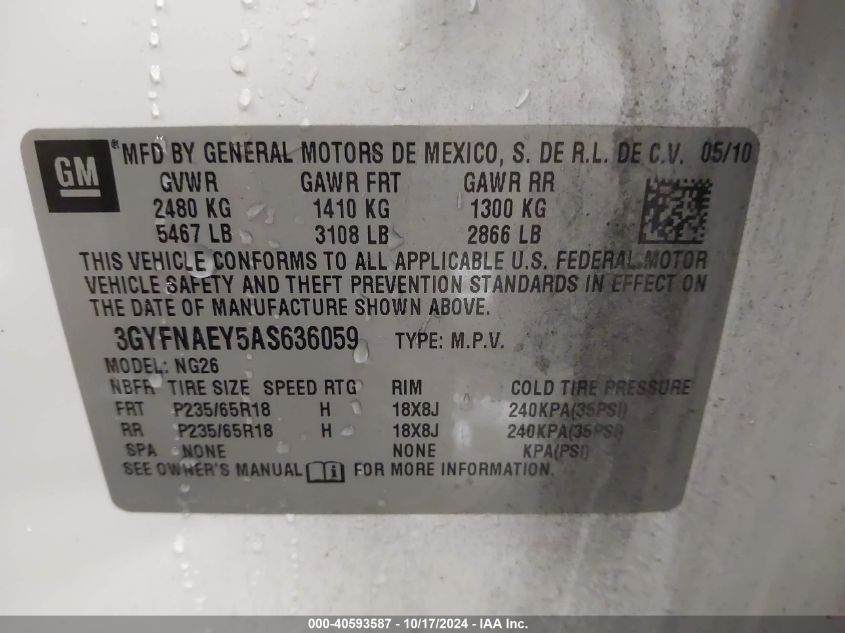 GM ® MFD BY GENERAL MOTORS DE MEXICO, S. DE R.L. DE C.V. 05/10
GVWR GAWR FRT GAWR RR
2480 KG 1410 KG 1300 KG
5467 LB 3108 LB 2866 LB
THIS VEHICLE CONFORMS TO ALL APPLICABLE U.S. FEDERAL MOTOR
VEHICLE SAFETY AND THEFT PREVENTION STANDARDS IN EFFECT ON
THE DATE OF MANUFACTURE SHOWN ABOVE.
3GYFNAEY5AS636059 TYPE: M.P.V.
MODEL: NG26
NBFR TIRE SIZE SPEED RTG RIM COLD TIRE PRESSURE
FRT P235/65R18 H 18X8J 240KPA(35PSI)
RR P235/65R18 H 18X8J 240KPA(35PSI)
SPA NONE NONE KPA(PSI)
SEE OWNER'S MANUAL FOR MORE INFORMATION.
000-40593587 - 10/17/2024 - IAA Inc.